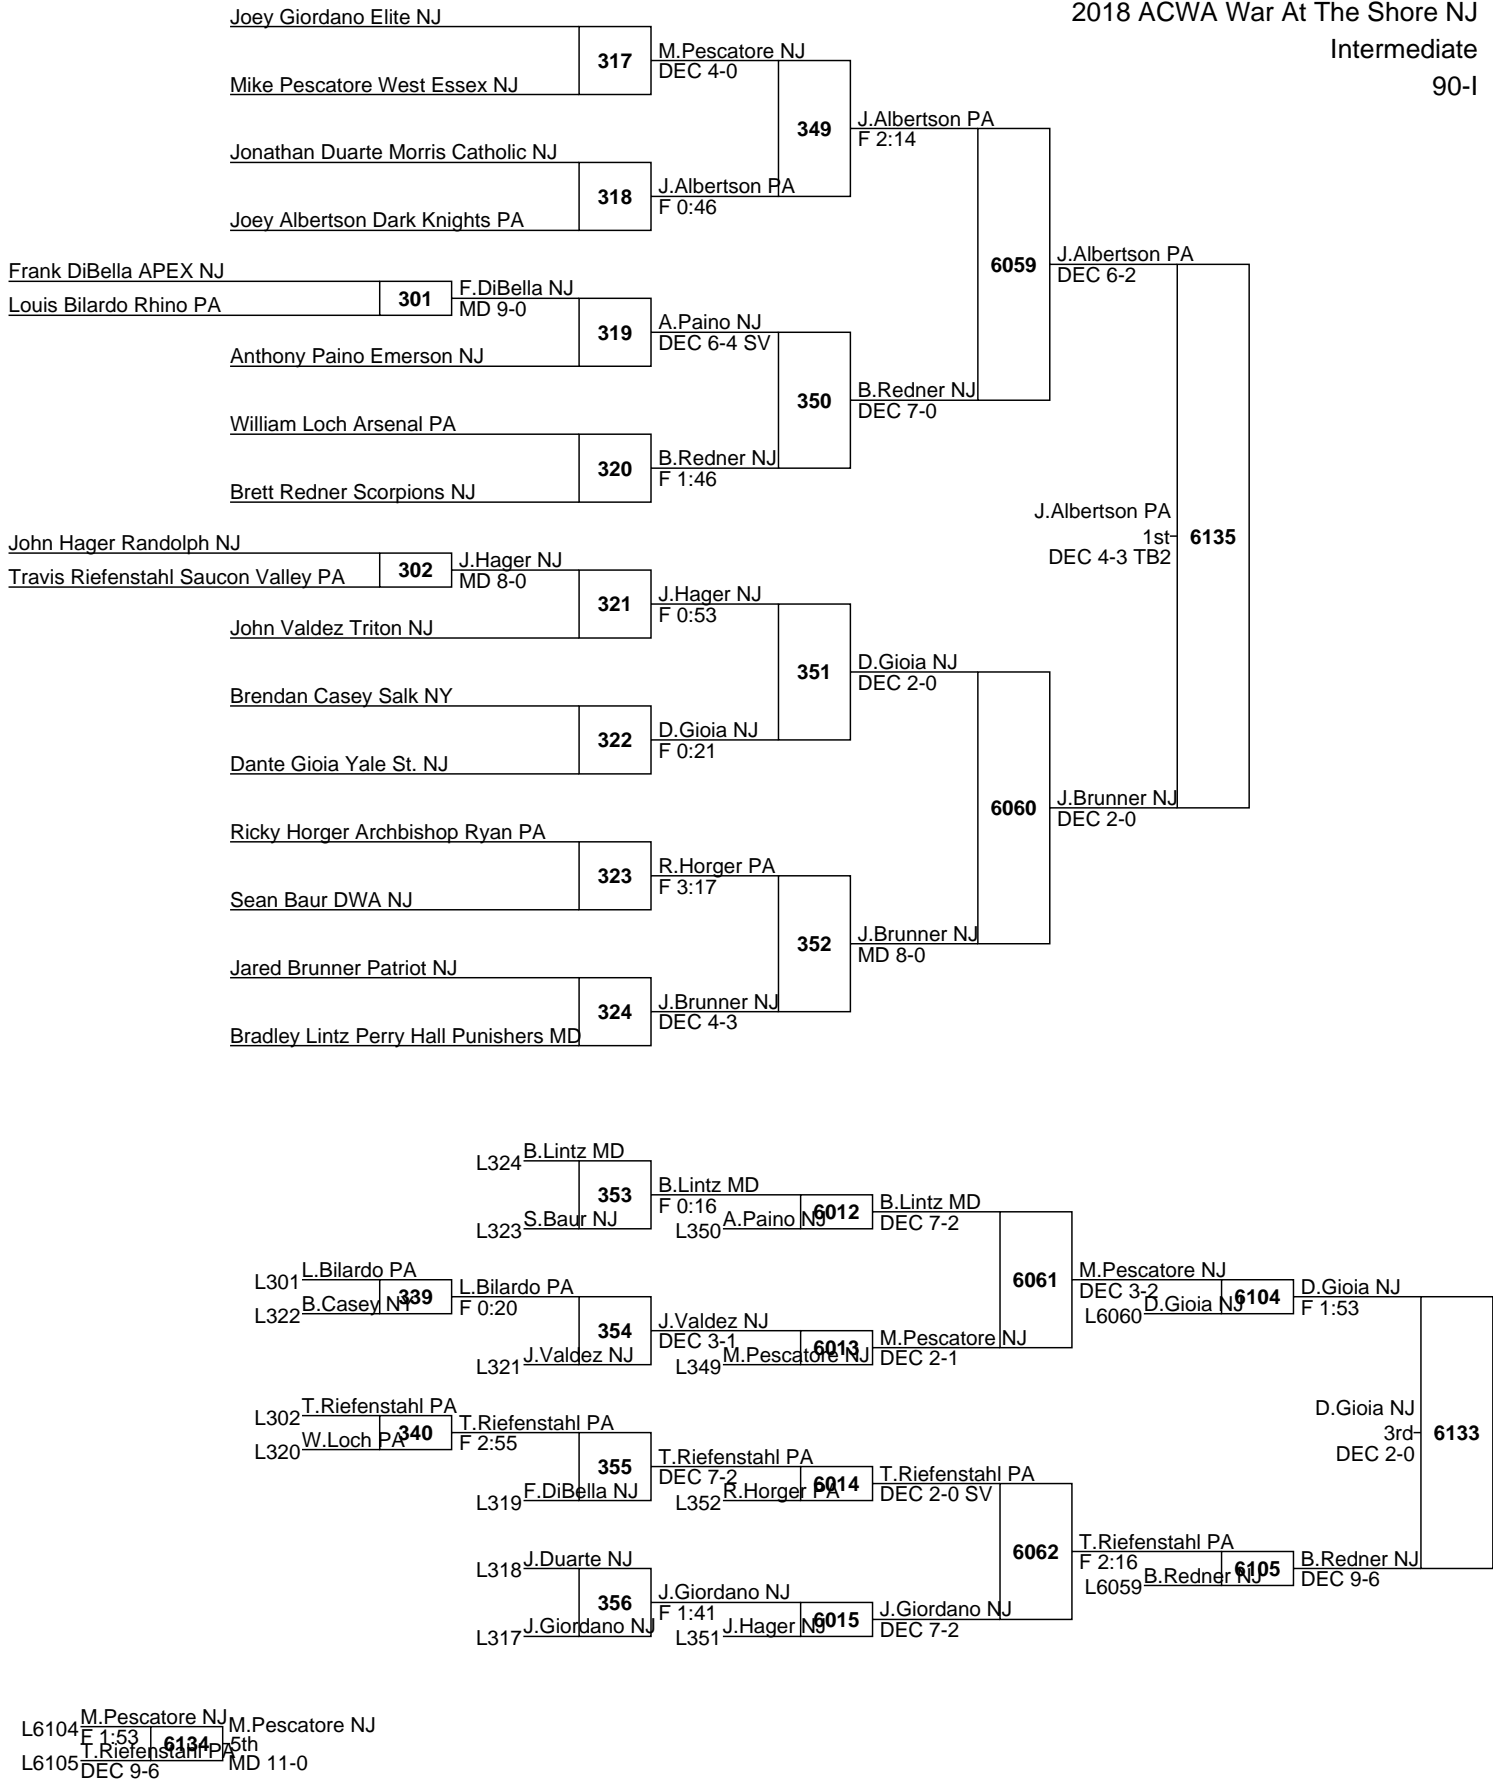 2018 ACWA War At The Shore NJ
Intermediate
90-I
Joey Giordano Elite NJ
317
M.Pescatore NJ
DEC 4-0
Mike Pescatore West Essex NJ
349
J.Albertson PA
F 2:14
Jonathan Duarte Morris Catholic NJ
318
J.Albertson PA
F 0:46
Joey Albertson Dark Knights PA
6059
J.Albertson PA
DEC 6-2
Frank DiBella APEX NJ
301
F.DiBella NJ
MD 9-0
Louis Bilardo Rhino PA
319
A.Paino NJ
DEC 6-4 SV
Anthony Paino Emerson NJ
350
B.Redner NJ
DEC 7-0
William Loch Arsenal PA
320
B.Redner NJ
F 1:46
Brett Redner Scorpions NJ
J.Albertson PA
1st
DEC 4-3 TB2
6135
John Hager Randolph NJ
302
J.Hager NJ
MD 8-0
Travis Riefenstahl Saucon Valley PA
321
J.Hager NJ
F 0:53
John Valdez Triton NJ
351
D.Gioia NJ
DEC 2-0
Brendan Casey Salk NY
322
D.Gioia NJ
F 0:21
Dante Gioia Yale St. NJ
6060
J.Brunner NJ
DEC 2-0
Ricky Horger Archbishop Ryan PA
323
R.Horger PA
F 3:17
Sean Baur DWA NJ
352
J.Brunner NJ
MD 8-0
Jared Brunner Patriot NJ
324
J.Brunner NJ
DEC 4-3
Bradley Lintz Perry Hall Punishers MD
L324
B.Lintz MD
353
B.Lintz MD
F 0:16
L323
S.Baur NJ
L350
A.Paino NJ
6012
B.Lintz MD
DEC 7-2
6061
M.Pescatore NJ
DEC 3-2
L301
L.Bilardo PA
339
L.Bilardo PA
F 0:20
L322
B.Casey NY
354
J.Valdez NJ
DEC 3-1
L321
J.Valdez NJ
L349
M.Pescatore NJ
6013
M.Pescatore NJ
DEC 2-1
L6060
D.Gioia NJ
6104
D.Gioia NJ
F 1:53
L302
T.Riefenstahl PA
340
T.Riefenstahl PA
F 2:55
L320
W.Loch PA
355
T.Riefenstahl PA
DEC 7-2
L319
F.DiBella NJ
L352
R.Horger PA
6014
T.Riefenstahl PA
DEC 2-0 SV
D.Gioia NJ
3rd
DEC 2-0
6133
6062
T.Riefenstahl PA
F 2:16
L318
J.Duarte NJ
356
J.Giordano NJ
F 1:41
L317
J.Giordano NJ
L351
J.Hager NJ
6015
J.Giordano NJ
DEC 7-2
L6059
B.Redner NJ
6105
B.Redner NJ
DEC 9-6
L6104
M.Pescatore NJ
F 1:53
6134
M.Pescatore NJ
5th
MD 11-0
L6105
T.Riefenstahl PA
DEC 9-6